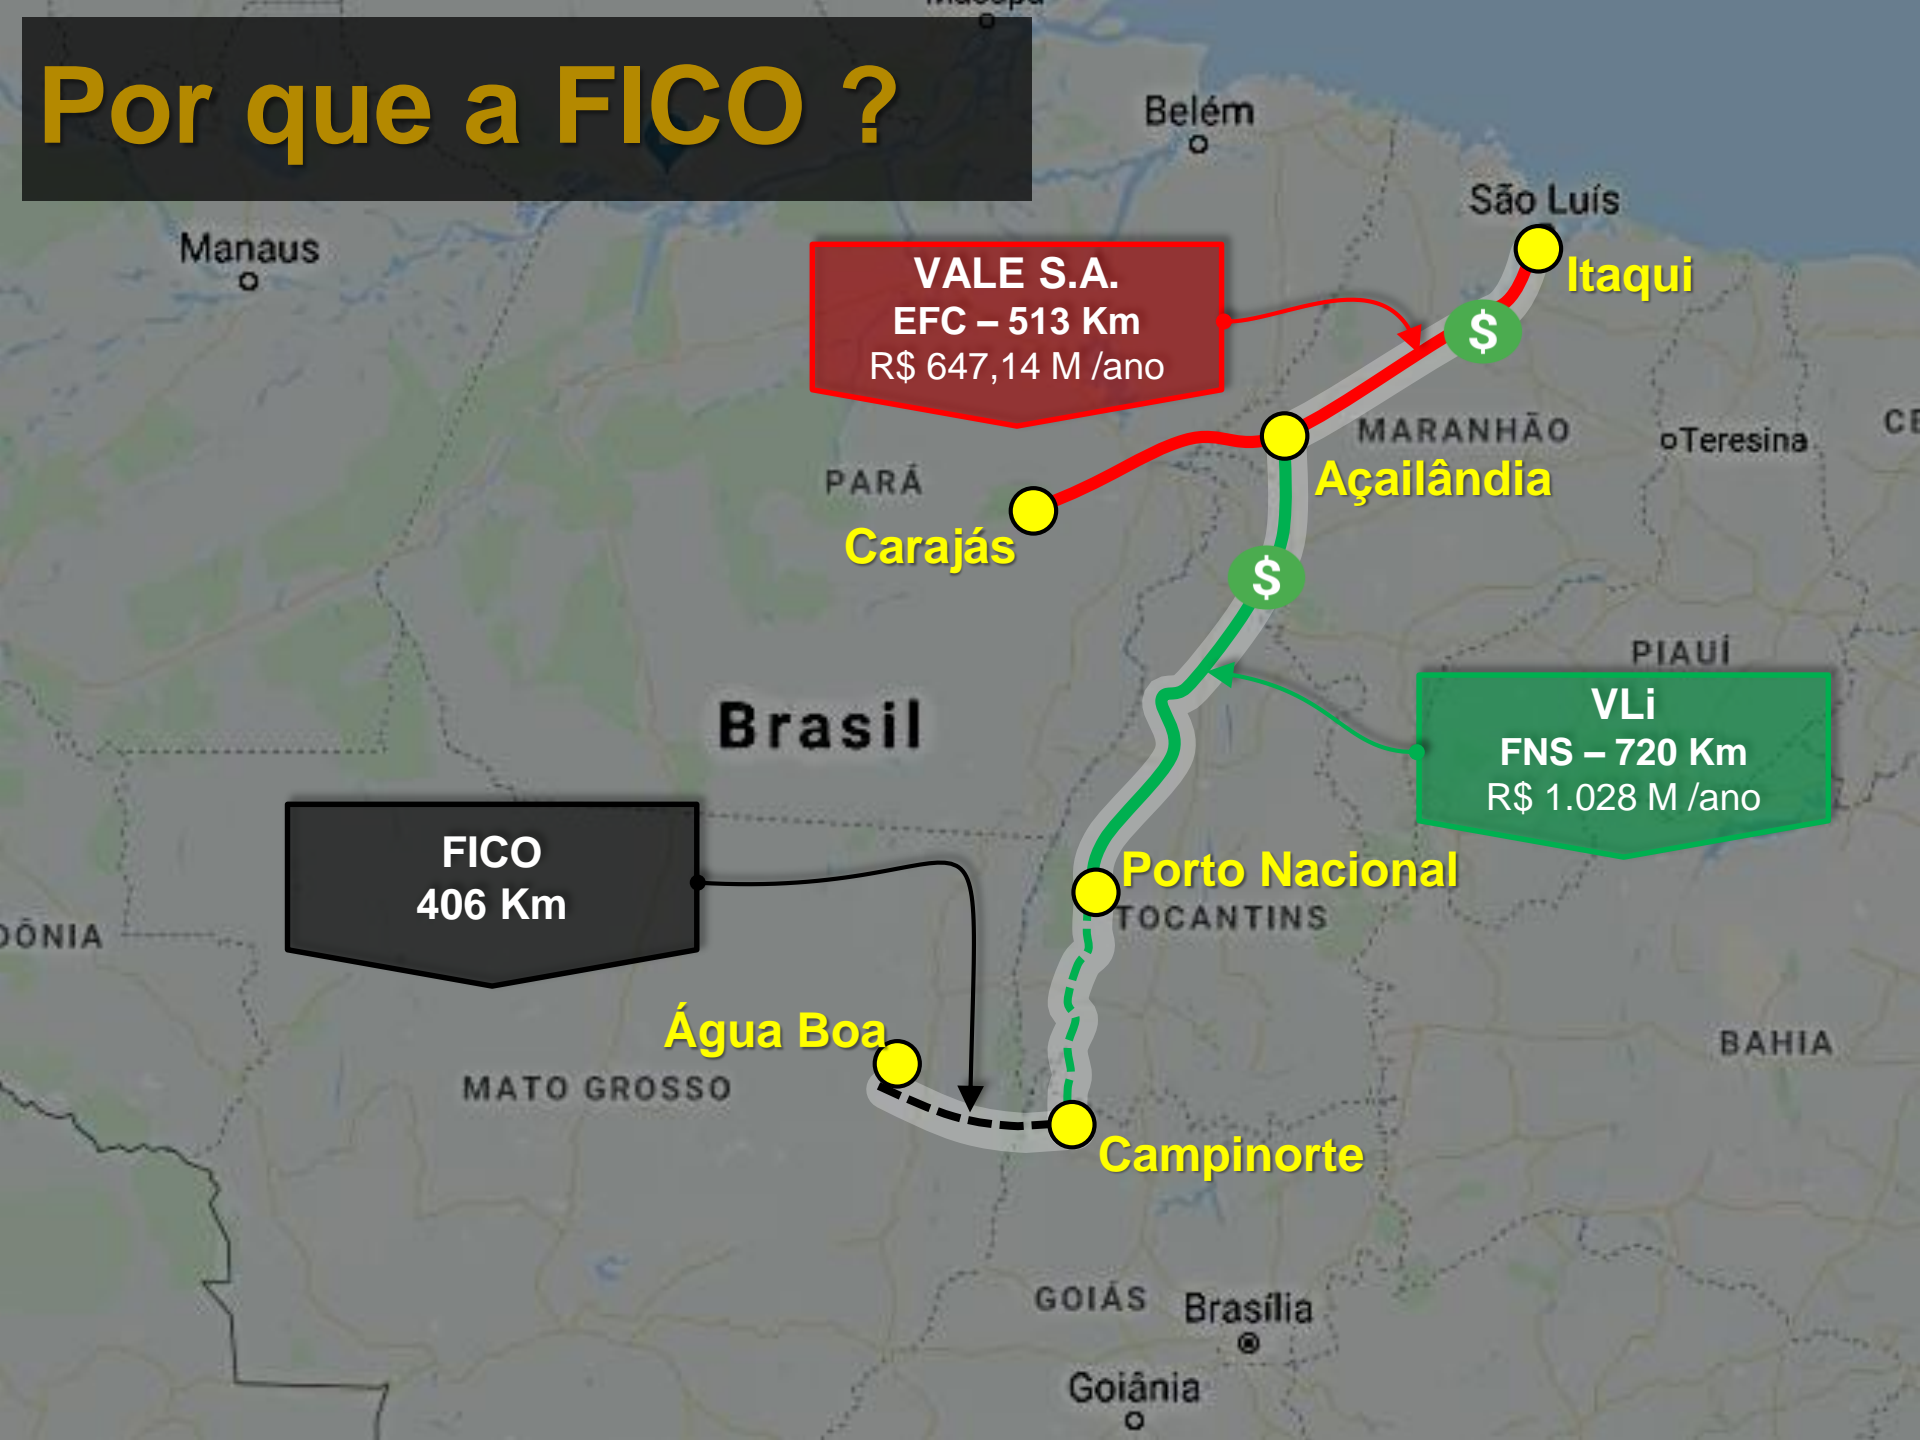 Por que a FICO ?
Belém
São Luís
Manaus
Itaqui
VALE S.A.
EFC – 513 Km
R$ 647,14 M /ano
$
MARANHÃO
Teresina
CE
PARÁ
Açailândia
Carajás
$
PIAUÍ
Brasil
VLi
FNS – 720 Km
R$ 1.028 M /ano
FICO
406 Km
Porto Nacional
TOCANTINS
DÔNIA
Água Boa
BAHIA
MATO GROSSO
Campinorte
GOIÁS
Brasília
Goiânia